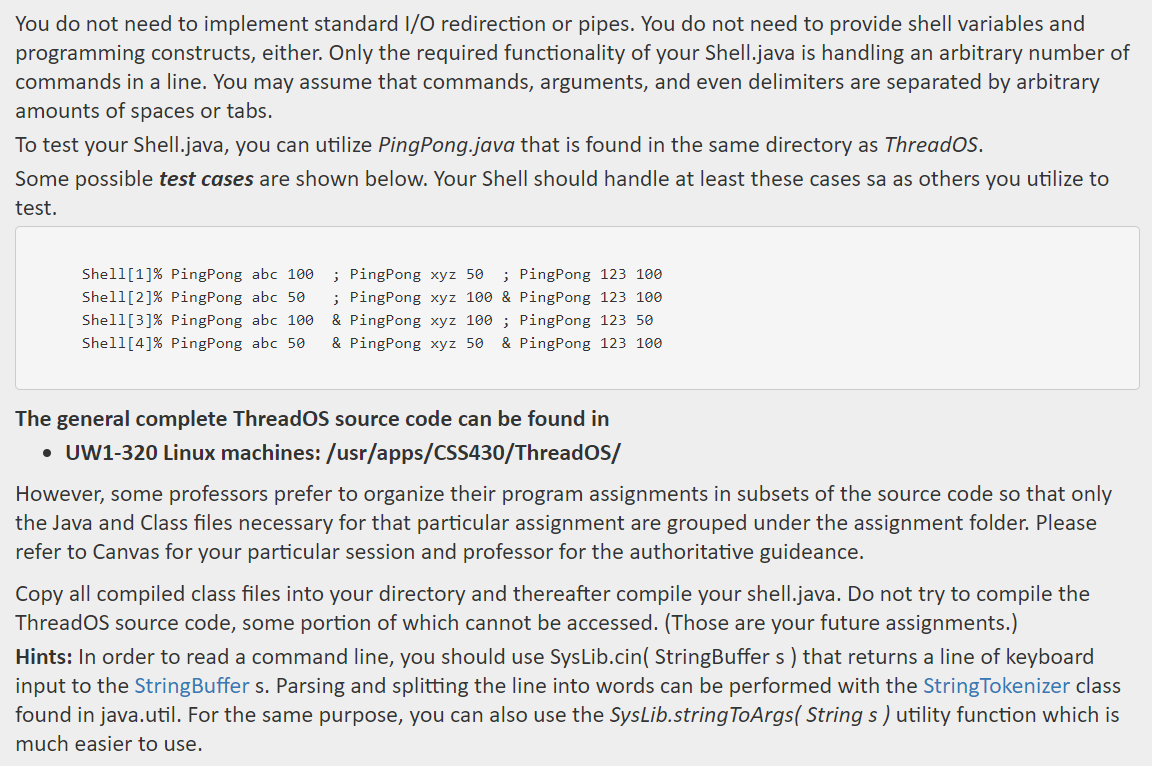 You do not need to implement standard I/O redirection or pipes. You do not need to provide shell variables and
programming constructs, either. Only the required functionality of your Shell.java is handling an arbitrary number of
commands in a line. You may assume that commands, arguments, and even delimiters are separated by arbitrary
amounts of spaces or tabs.
To test your Shell.java, you can utilize PingPong.java that is found in the same directory as ThreadOS.
Some possible test cases are shown below. Your Shell should handle at least these cases sa as others you utilize to
test.
Shell[1]% PingPong abc 100  ; PingPong xyz 50  ; PingPong 123 100
Shell[2]% PingPong abc 50   ; PingPong xyz 100 & PingPong 123 100
Shell[3]% PingPong abc 100  & PingPong xyz 100 ; PingPong 123 50
Shell[4]% PingPong abc 50   & PingPong xyz 50  & PingPong 123 100
The general complete ThreadOS source code can be found in
• UW1-320 Linux machines: /usr/apps/CSS430/ThreadOS/
However, some professors prefer to organize their program assignments in subsets of the source code so that only
the Java and Class files necessary for that particular assignment are grouped under the assignment folder. Please
refer to Canvas for your particular session and professor for the authoritative guideance.
Copy all compiled class files into your directory and thereafter compile your shell.java. Do not try to compile the
ThreadOS source code, some portion of which cannot be accessed. (Those are your future assignments.)
Hints: In order to read a command line, you should use SysLib.cin( StringBuffer s ) that returns a line of keyboard
input to the StringBuffer s. Parsing and splitting the line into words can be performed with the StringTokenizer class
found in java.util. For the same purpose, you can also use the SysLib.stringToArgs( String s ) utility function which is
much easier to use.